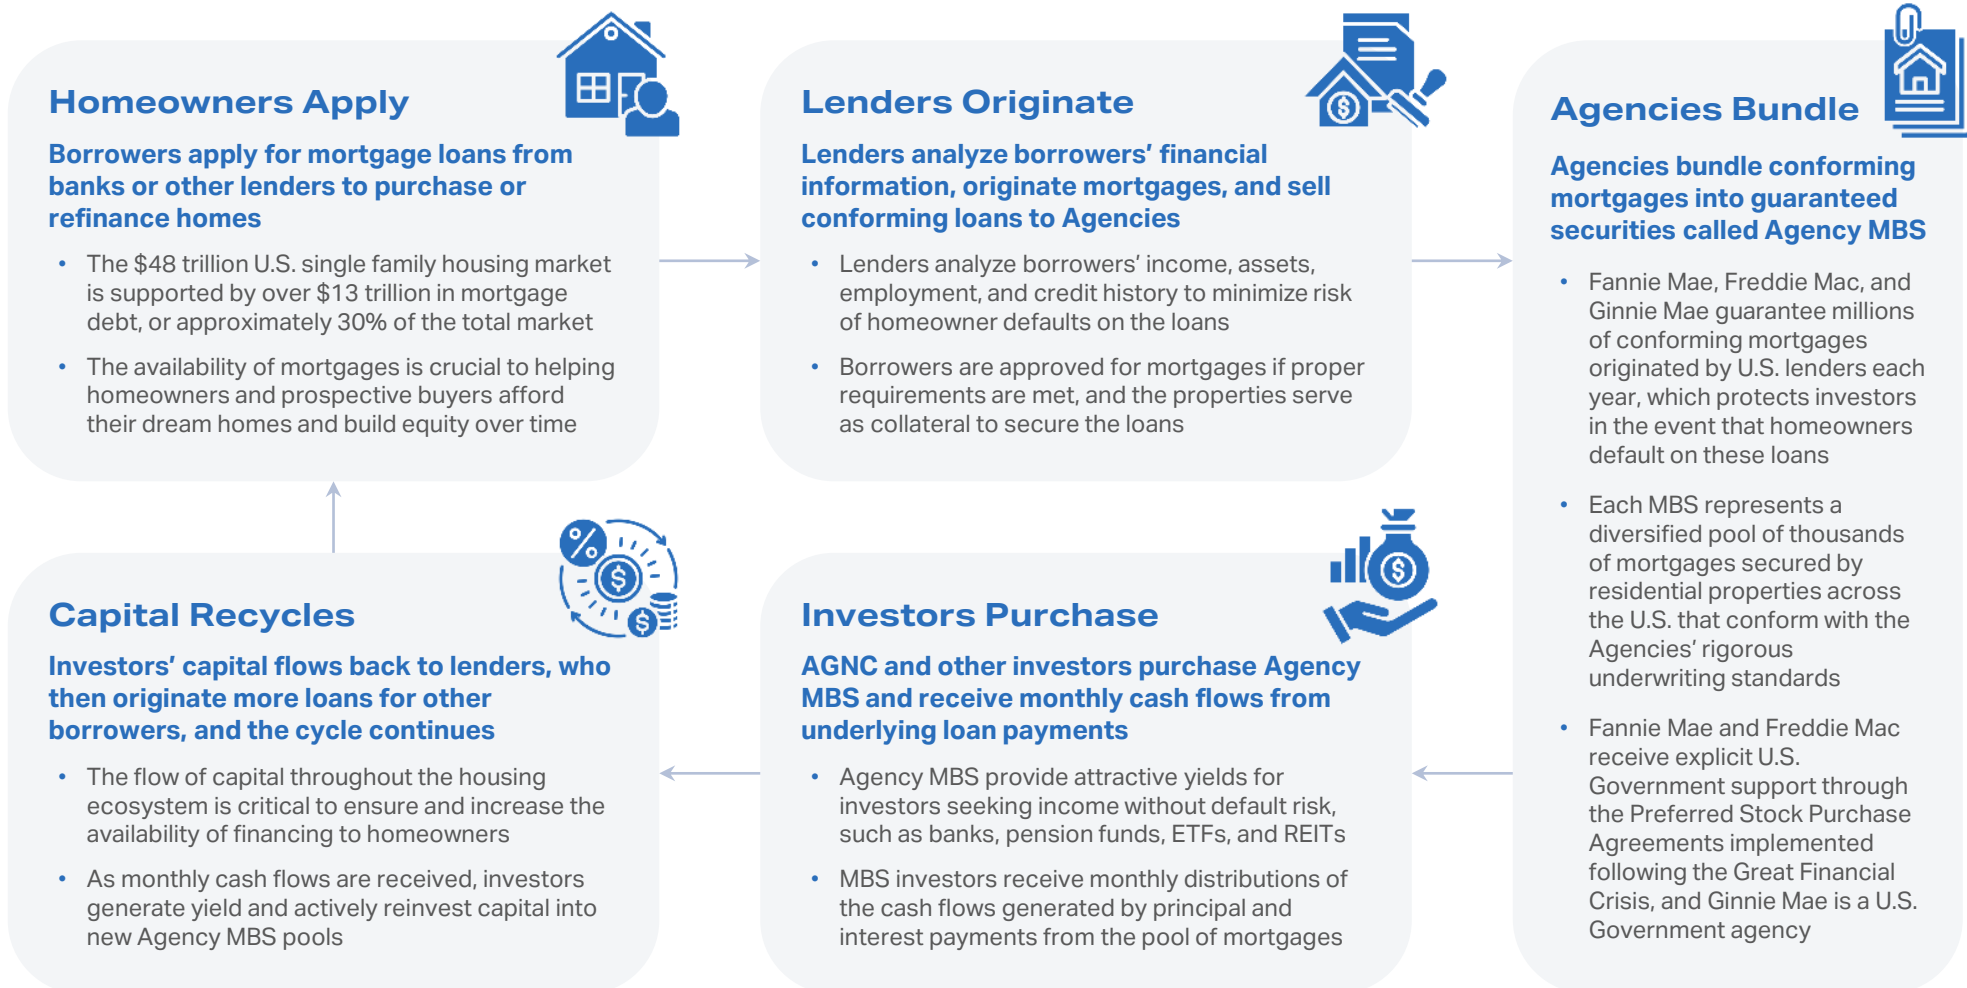 Homeowners Apply
Borrowers apply for mortgage loans from
banks or other lenders to purchase or
refinance homes
• The $48 trillion U.S. single family housing market
is supported by over $13 trillion in mortgage
debt, or approximately 30% of the total market
• The availability of mortgages is crucial to helping
homeowners and prospective buyers afford
their dream homes and build equity over time
Lenders Originate
Lenders analyze borrowers’ financial
information, originate mortgages, and sell
conforming loans to Agencies
• Lenders analyze borrowers’ income, assets,
employment, and credit history to minimize risk
of homeowner defaults on the loans
• Borrowers are approved for mortgages if proper
requirements are met, and the properties serve
as collateral to secure the loans
Agencies Bundle
Agencies bundle conforming
mortgages into guaranteed
securities called Agency MBS
• Fannie Mae, Freddie Mac, and
Ginnie Mae guarantee millions
of conforming mortgages
originated by U.S. lenders each
year, which protects investors
in the event that homeowners
default on these loans
• Each MBS represents a
diversified pool of thousands
of mortgages secured by
residential properties across
the U.S. that conform with the
Agencies’ rigorous
underwriting standards
• Fannie Mae and Freddie Mac
receive explicit U.S.
Government support through
the Preferred Stock Purchase
Agreements implemented
following the Great Financial
Crisis, and Ginnie Mae is a U.S.
Government agency
Investors Purchase
AGNC and other investors purchase Agency
MBS and receive monthly cash flows from
underlying loan payments
• Agency MBS provide attractive yields for
investors seeking income without default risk,
such as banks, pension funds, ETFs, and REITs
• MBS investors receive monthly distributions of
the cash flows generated by principal and
interest payments from the pool of mortgages
Capital Recycles
Investors’ capital flows back to lenders, who
then originate more loans for other
borrowers, and the cycle continues
• The flow of capital throughout the housing
ecosystem is critical to ensure and increase the
availability of financing to homeowners
• As monthly cash flows are received, investors
generate yield and actively reinvest capital into
new Agency MBS pools